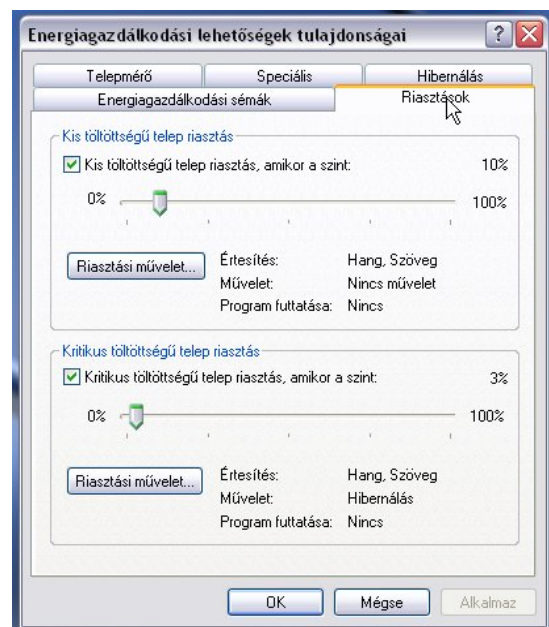 Energiagazdálkodási lehetőségek tulajdonságai
Telepmérő Speciális Hibernálás
Energiagazdálkodási sémák Riasztások
Kis töltöttségű telep riasztás
Kis töltöttségű telep riasztás, amikor a szint: 10%
0% 100%
Riasztási művelet...
Értesítés: Hang, Szöveg
Művelet: Nincs művelet
Program futtatása: Nincs
Kritikus töltöttségű telep riasztás
Kritikus töltöttségű telep riasztás, amikor a szint: 3%
0% 100%
Riasztási művelet...
Értesítés: Hang, Szöveg
Művelet: Hibernálás
Program futtatása: Nincs
OK Mégse Alkalmaz